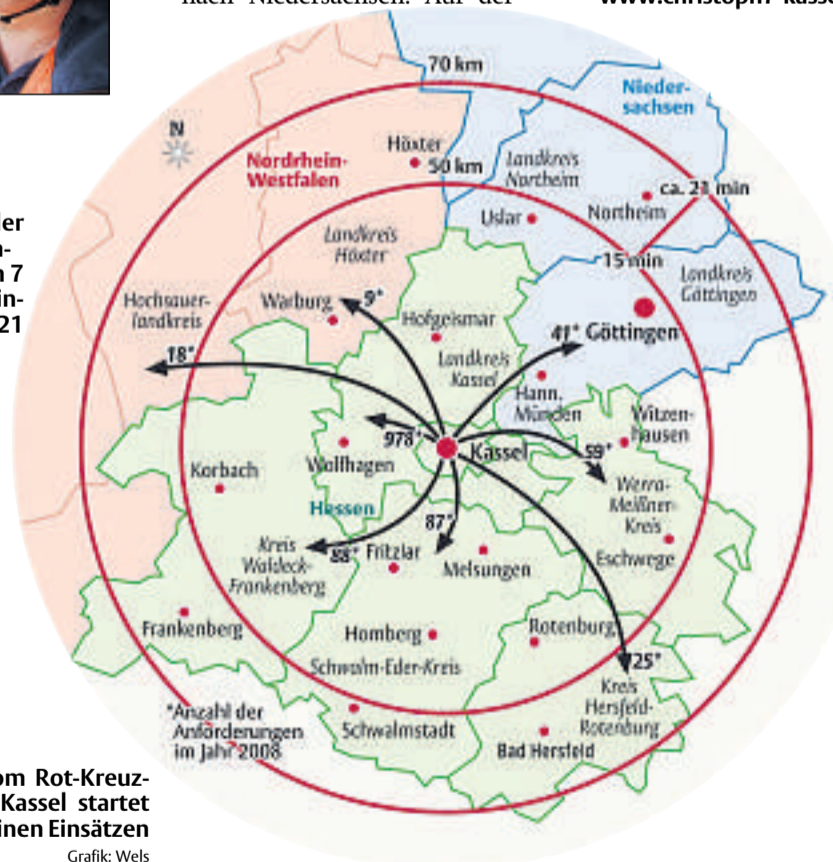 nach Niedersachsen. Auf der
70 km
Nieder-
sachsen
N
Höxter
50 km
Nordrhein-
Westfalen
Landkreis
Northeim
ca. 21 min
Uslar
Northeim
Landkreis
Höxter
15 min
Landkreis
Göttingen
Hochsauer-
landkreis
Warburg
9*
Hofgeismar
41*
Göttingen
18*
Landkreis
Kassel
Hann.
Münden
Witzen-
hausen
978*
Kassel
59*
Wolfhagen
Korbach
Werra-
Meißner-
Kreis
Hessen
87*
Kreis
Waldeck-
Frankenberg
88*
Fritzlar
Melsungen
Eschwege
Frankenberg
Homberg
Rotenburg
Schwalm-Eder-Kreis
25*
Kreis
Hersfeld-
Rotenburg
*Anzahl der
Anforderungen
im Jahr 2008
Schwalmstadt
Bad Hersfeld
ler
n-
n 7
in-
21
om Rot-Kreuz-
Kassel startet
inen Einsätzen
Grafik: Wels